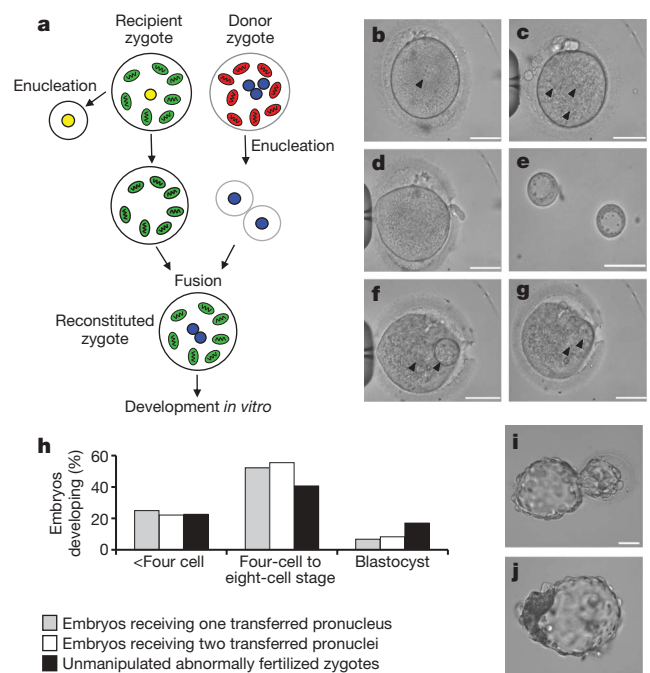 a
Recipient
zygote
Donor
zygote
Enucleation
Enucleation
Fusion
Reconstituted
zygote
Development in vitro
b
c
d
e
f
g
h
Embryos
developing (%)
60
40
20
0
<Four cell
Four-cell to
eight-cell stage
Blastocyst
Embryos receiving one transferred pronucleus
Embryos receiving two transferred pronuclei
Unmanipulated abnormally fertilized zygotes
i
j